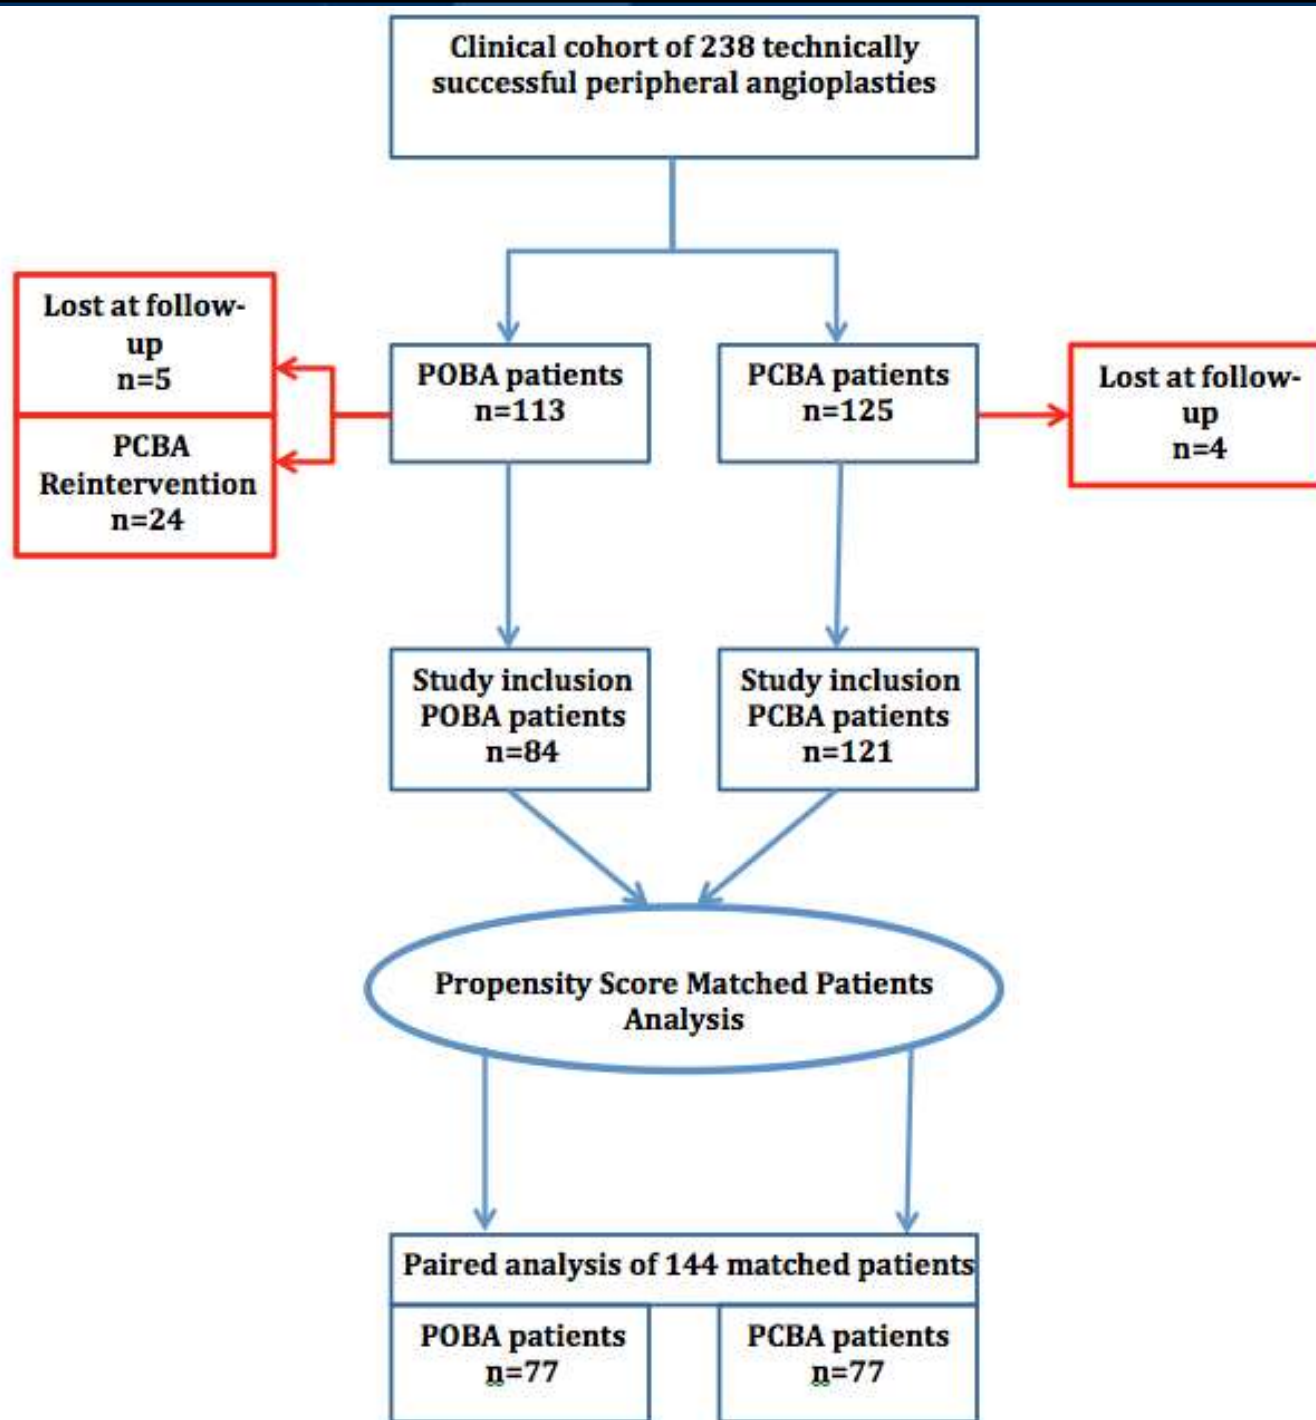 Clinical cohort of 238 technically
successful peripheral angioplasties
Lost at follow-
up
n=5
PCBA
Reintervention
n=24
POBA patients
n=113
PCBA patients
n=125
Lost at follow-
up
n=4
Study inclusion
POBA patients
n=84
Study inclusion
PCBA patients
n=121
Propensity Score Matched Patients
Analysis
Paired analysis of 144 matched patients
POBA patients
n=77
PCBA patients
n=77